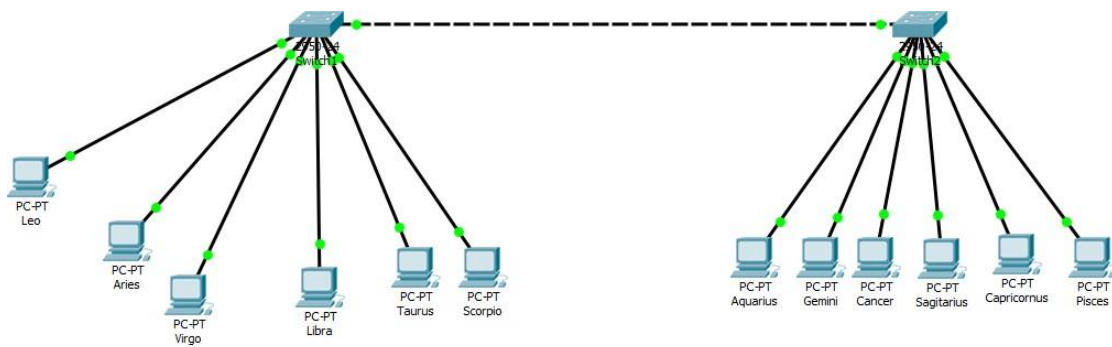 2950-24
Switch1
2950-24
Switch2
PC-PT
Leo
PC-PT
Aries
PC-PT
Virgo
PC-PT
Libra
PC-PT
Taurus
PC-PT
Scorpio
PC-PT
Aquarius
PC-PT
Gemini
PC-PT
Cancer
PC-PT
Sagitarius
PC-PT
Capricornus
PC-PT
Pisces